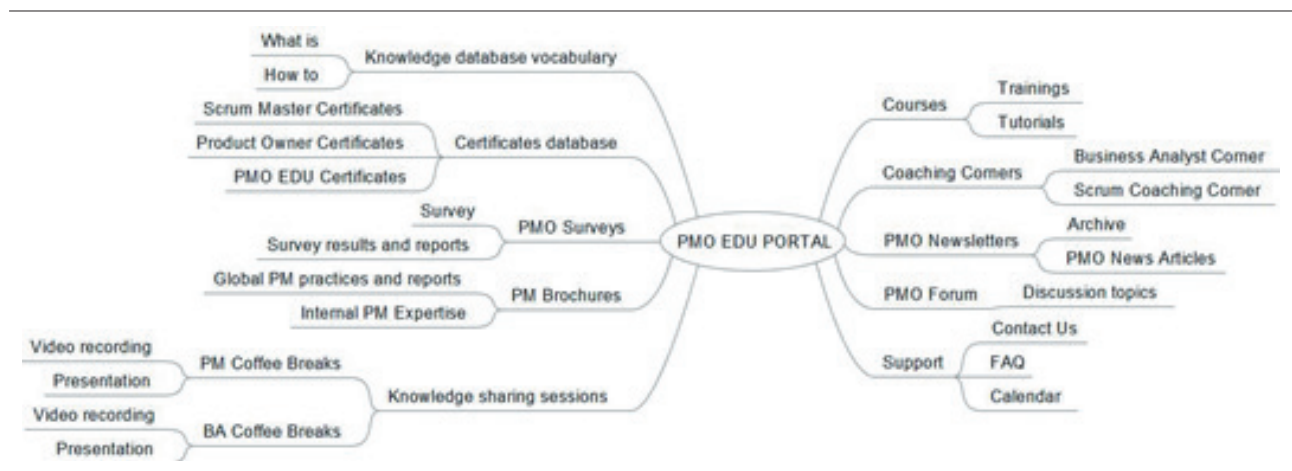 What is
How to
Knowledge database vocabulary
Scrum Master Certificates
Product Owner Certificates
PMO EDU Certificates
Certificates database
Survey
Survey results and reports
PMO Surveys
Global PM practices and reports
Internal PM Expertise
PM Brochures
Video recording
Presentation
PM Coffee Breaks
Video recording
Presentation
BA Coffee Breaks
Knowledge sharing sessions
PMO EDU PORTAL
Courses
Trainings
Tutorials
Coaching Corners
Business Analyst Corner
Scrum Coaching Corner
PMO Newsletters
Archive
PMO News Articles
PMO Forum
Discussion topics
Support
Contact Us
FAQ
Calendar